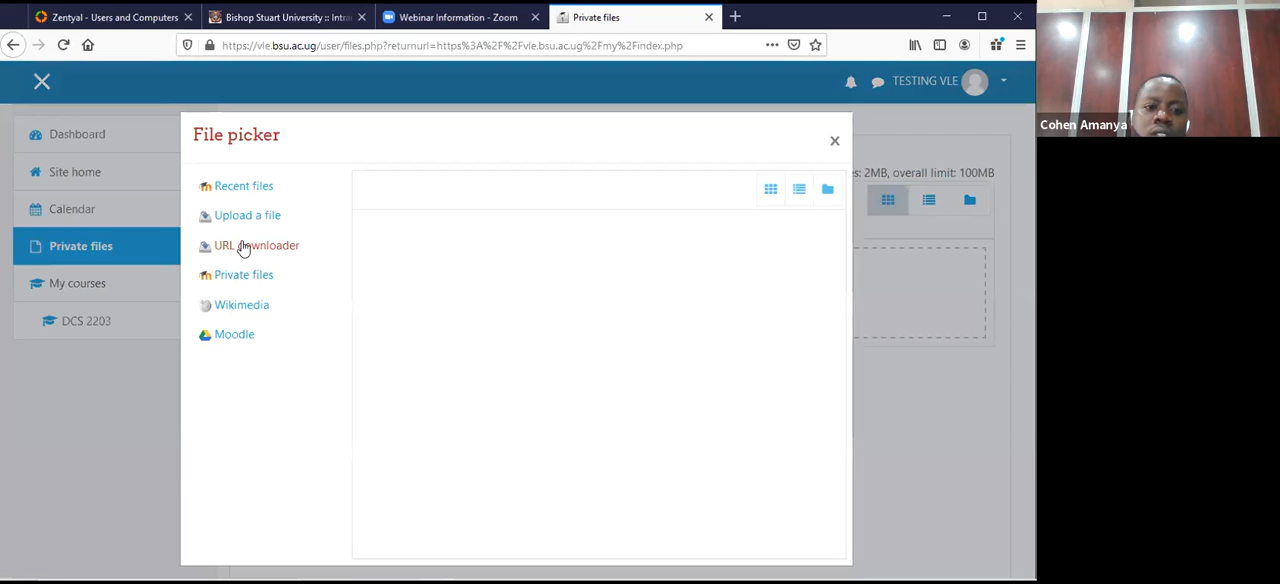 Zentyal - Users and Computers
Bishop Stuart University :: Intra
Webinar Information - Zoom
Private files
https://vle.bsu.ac.ug/user/files.php?returnurl=https%3A%2F%2Fvle.bsu.ac.ug%2Fmy%2Findex.php
TESTING VLE
Cohen Amanya
Dashboard
Site home
Calendar
Private files
My courses
DCS 2203
File picker
Recent files
Upload a file
URL downloader
Private files
Wikimedia
Moodle
es: 2MB, overall limit: 100MB